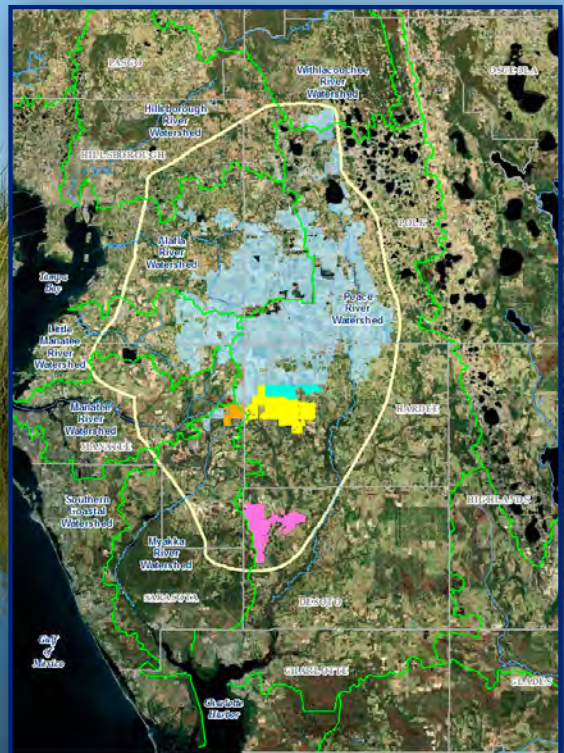 PASCO
OSCEOLA
Withlacoochee
River
Watershed
Hillsborough
River
Watershed
HILLSBOROUGH
POLK
Alafia
River
Watershed
Tampa
Bay
Peace
River
Watershed
Little
Manatee
River
Watershed
Manatee
River
Watershed
HARDEE
MANATEE
HIGHLANDS
Southern
Coastal
Watershed
Myakka
River
Watershed
SARASOTA
DESOTO
Gulf
of
Mexico
CHARLOTTE
GLADES
Charlotte
Harbor